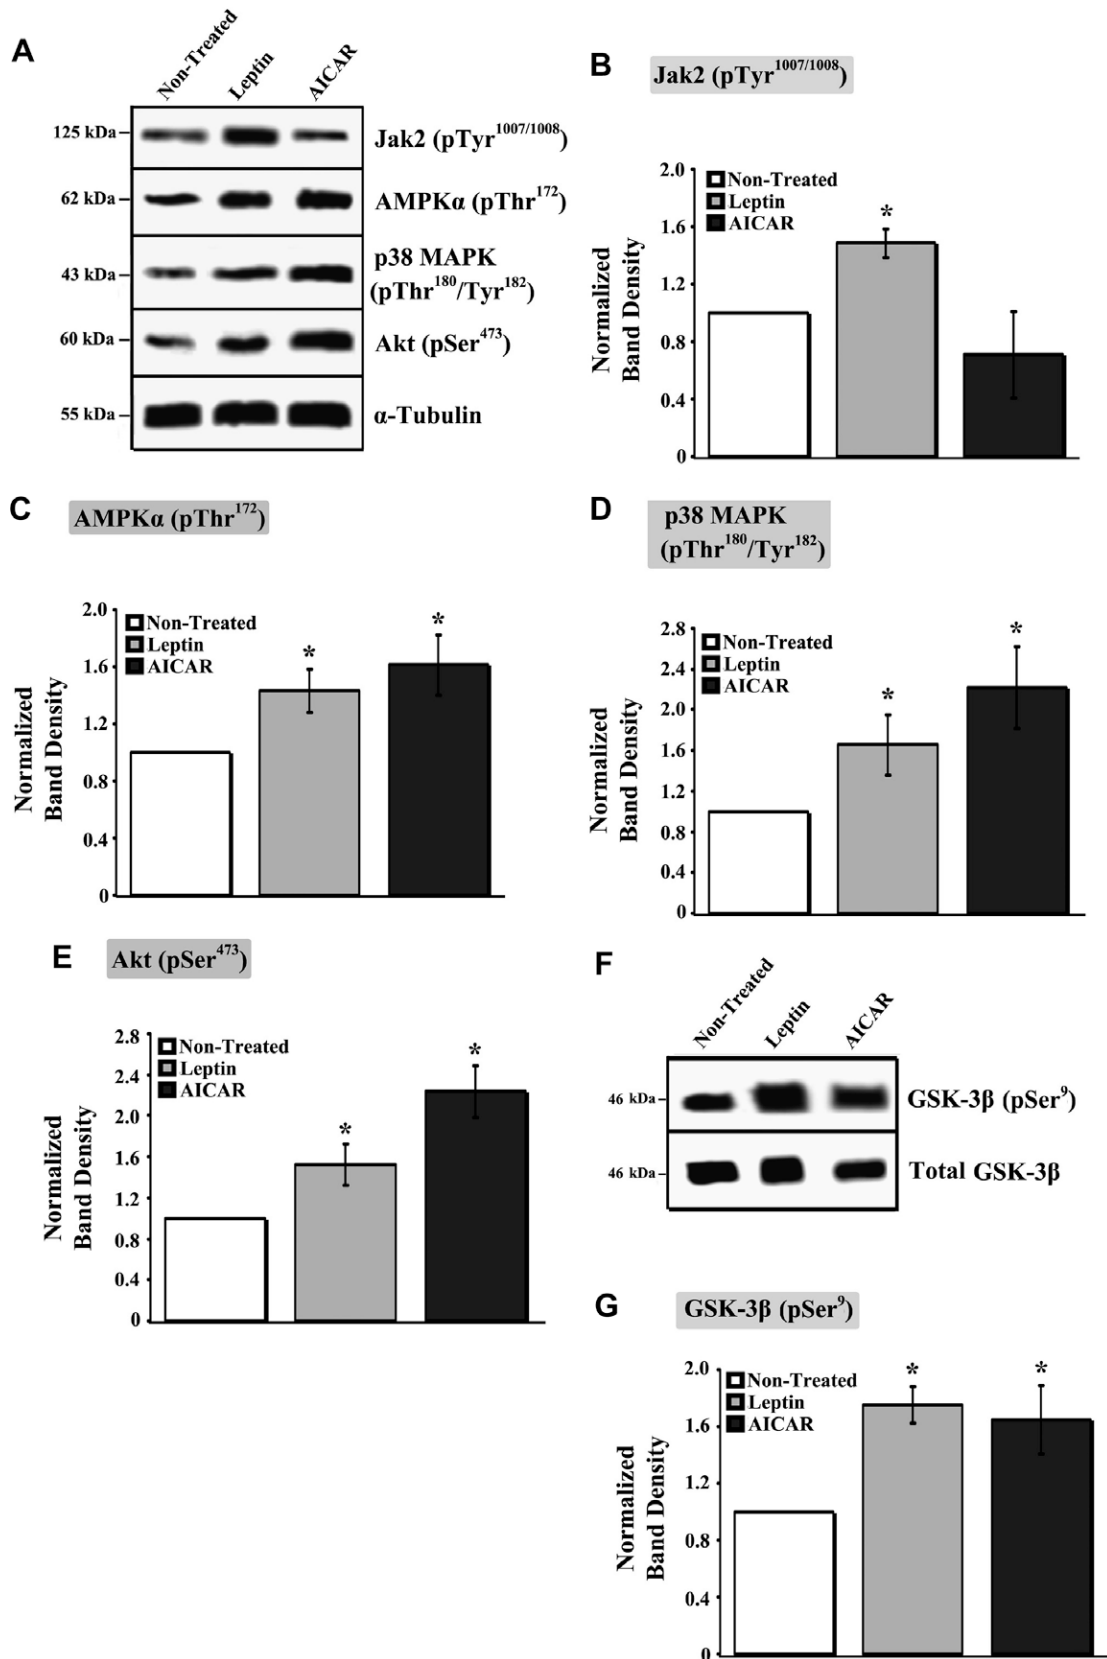 A
Non-Treated
Leptin
AICAR
125 kDa
Jak2 (pTyr1007/1008)
62 kDa
AMPKα (pThr172)
43 kDa
p38 MAPK
(pThr180/Tyr182)
60 kDa
Akt (pSer473)
55 kDa
α-Tubulin
B
Jak2 (pTyr1007/1008)
Normalized
Band Density
2.0
1.6
1.2
0.8
0.4
0
Non-Treated
Leptin
AICAR
*
C
AMPKα (pThr172)
Normalized
Band Density
2.0
1.6
1.2
0.8
0.4
0
Non-Treated
Leptin
AICAR
*
*
D
p38 MAPK
(pThr180/Tyr182)
Normalized
Band Density
2.8
2.4
2.0
1.6
1.2
0.8
0.4
0
Non-Treated
Leptin
AICAR
*
*
E
Akt (pSer473)
Normalized
Band Density
2.8
2.4
2.0
1.6
1.2
0.8
0.4
0
Non-Treated
Leptin
AICAR
*
*
F
Non-Treated
Leptin
AICAR
46 kDa
GSK-3β (pSer9)
46 kDa
Total GSK-3β
G
GSK-3β (pSer9)
Normalized
Band Density
2.0
1.6
1.2
0.8
0.4
0
Non-Treated
Leptin
AICAR
*
*